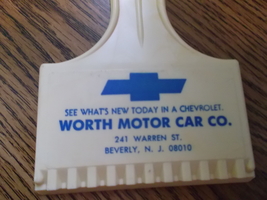 SEE WHAT'S NEW TODAY IN A CHEVROLET.
WORTH MOTOR CAR CO.
241 WARREN ST.
BEVERLY, N. J. 08010